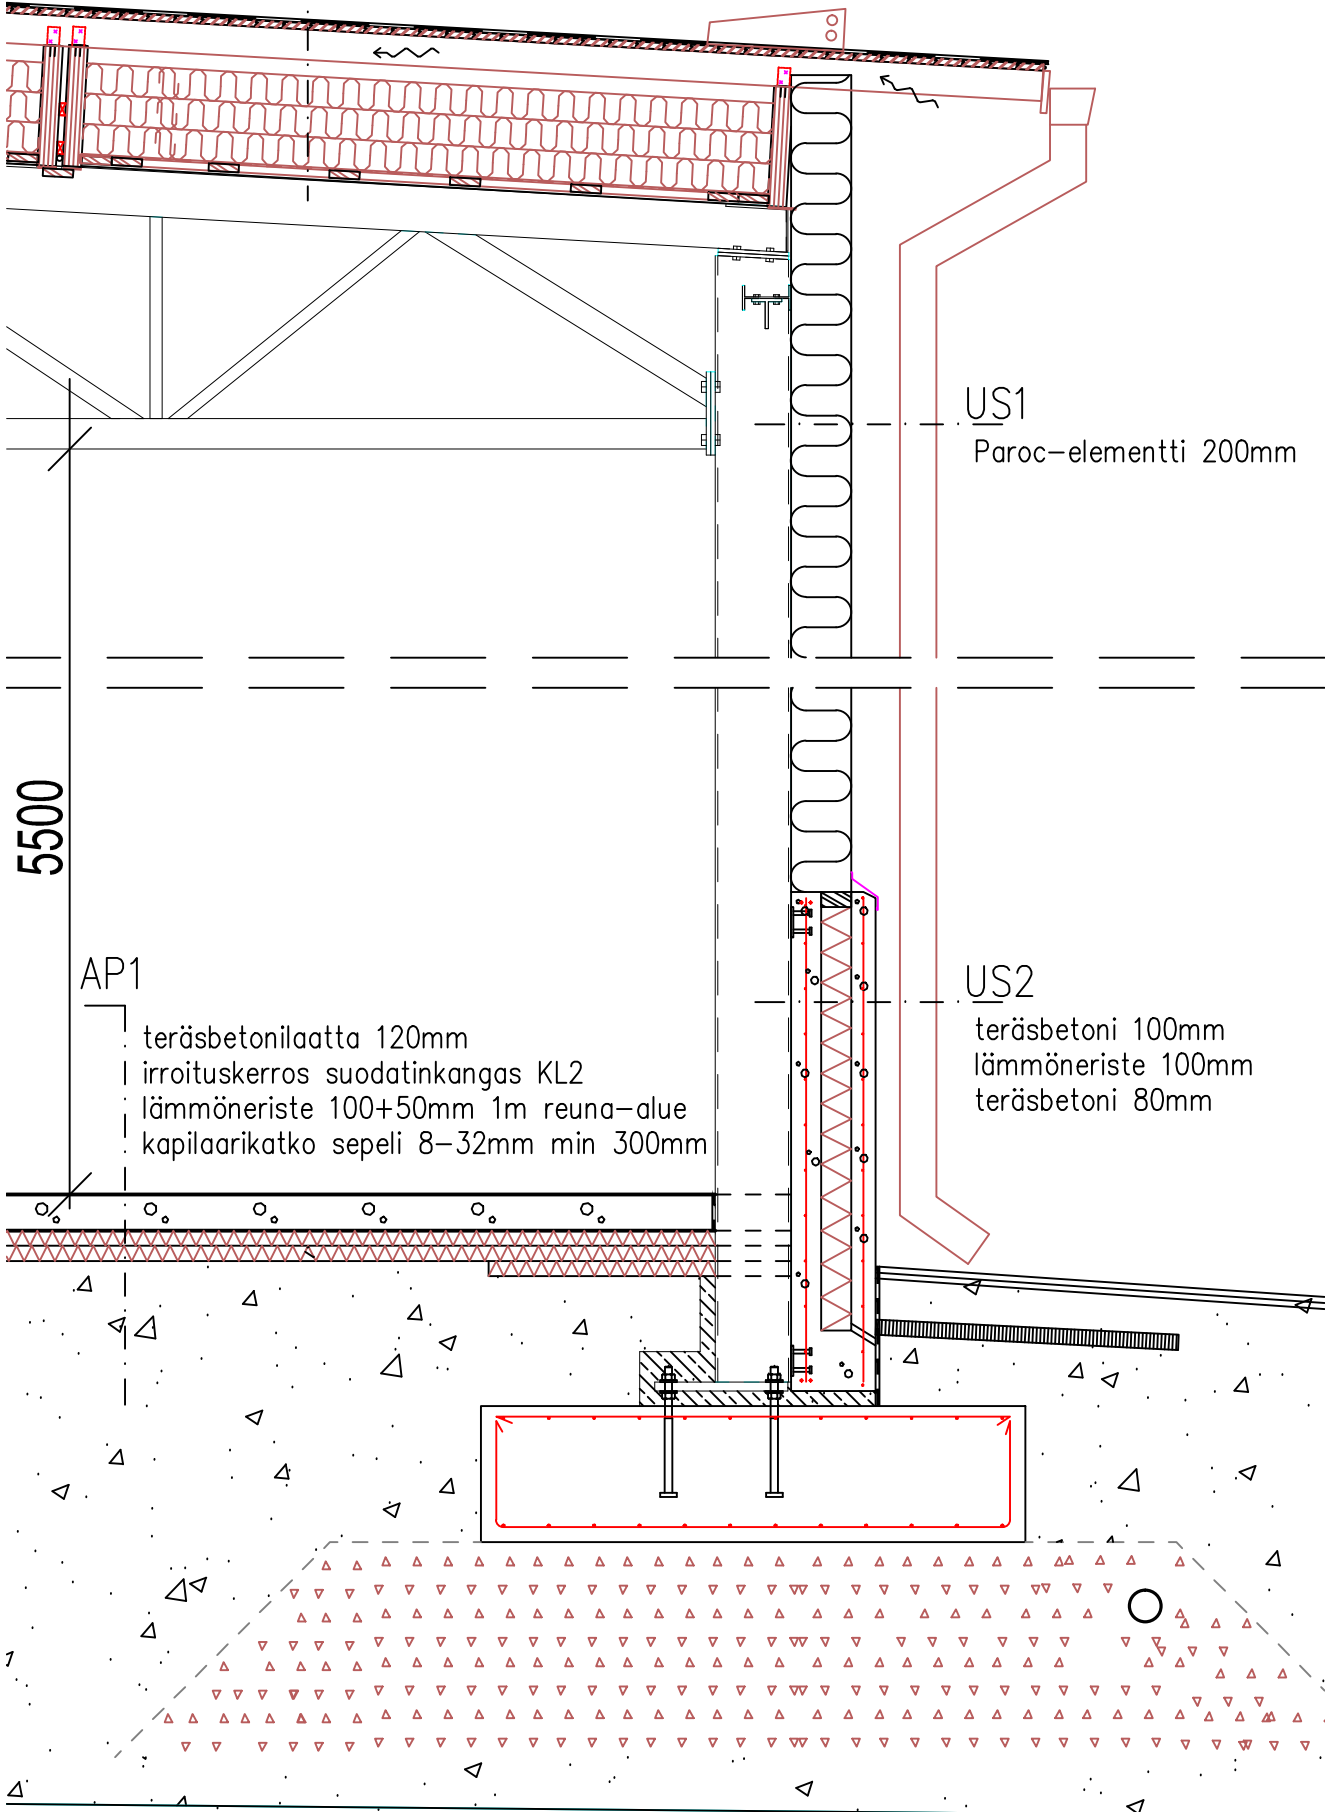 US1
Paroc-elementti 200mm
5500
AP1
teräsbetonilaatta 120mm
irroituskerros suodatinkangas KL2
lämmöneriste 100+50mm 1m reuna-alue
kapilaarikatko sepeli 8-32mm min 300mm
US2
teräsbetoni 100mm
lämmöneriste 100mm
teräsbetoni 80mm